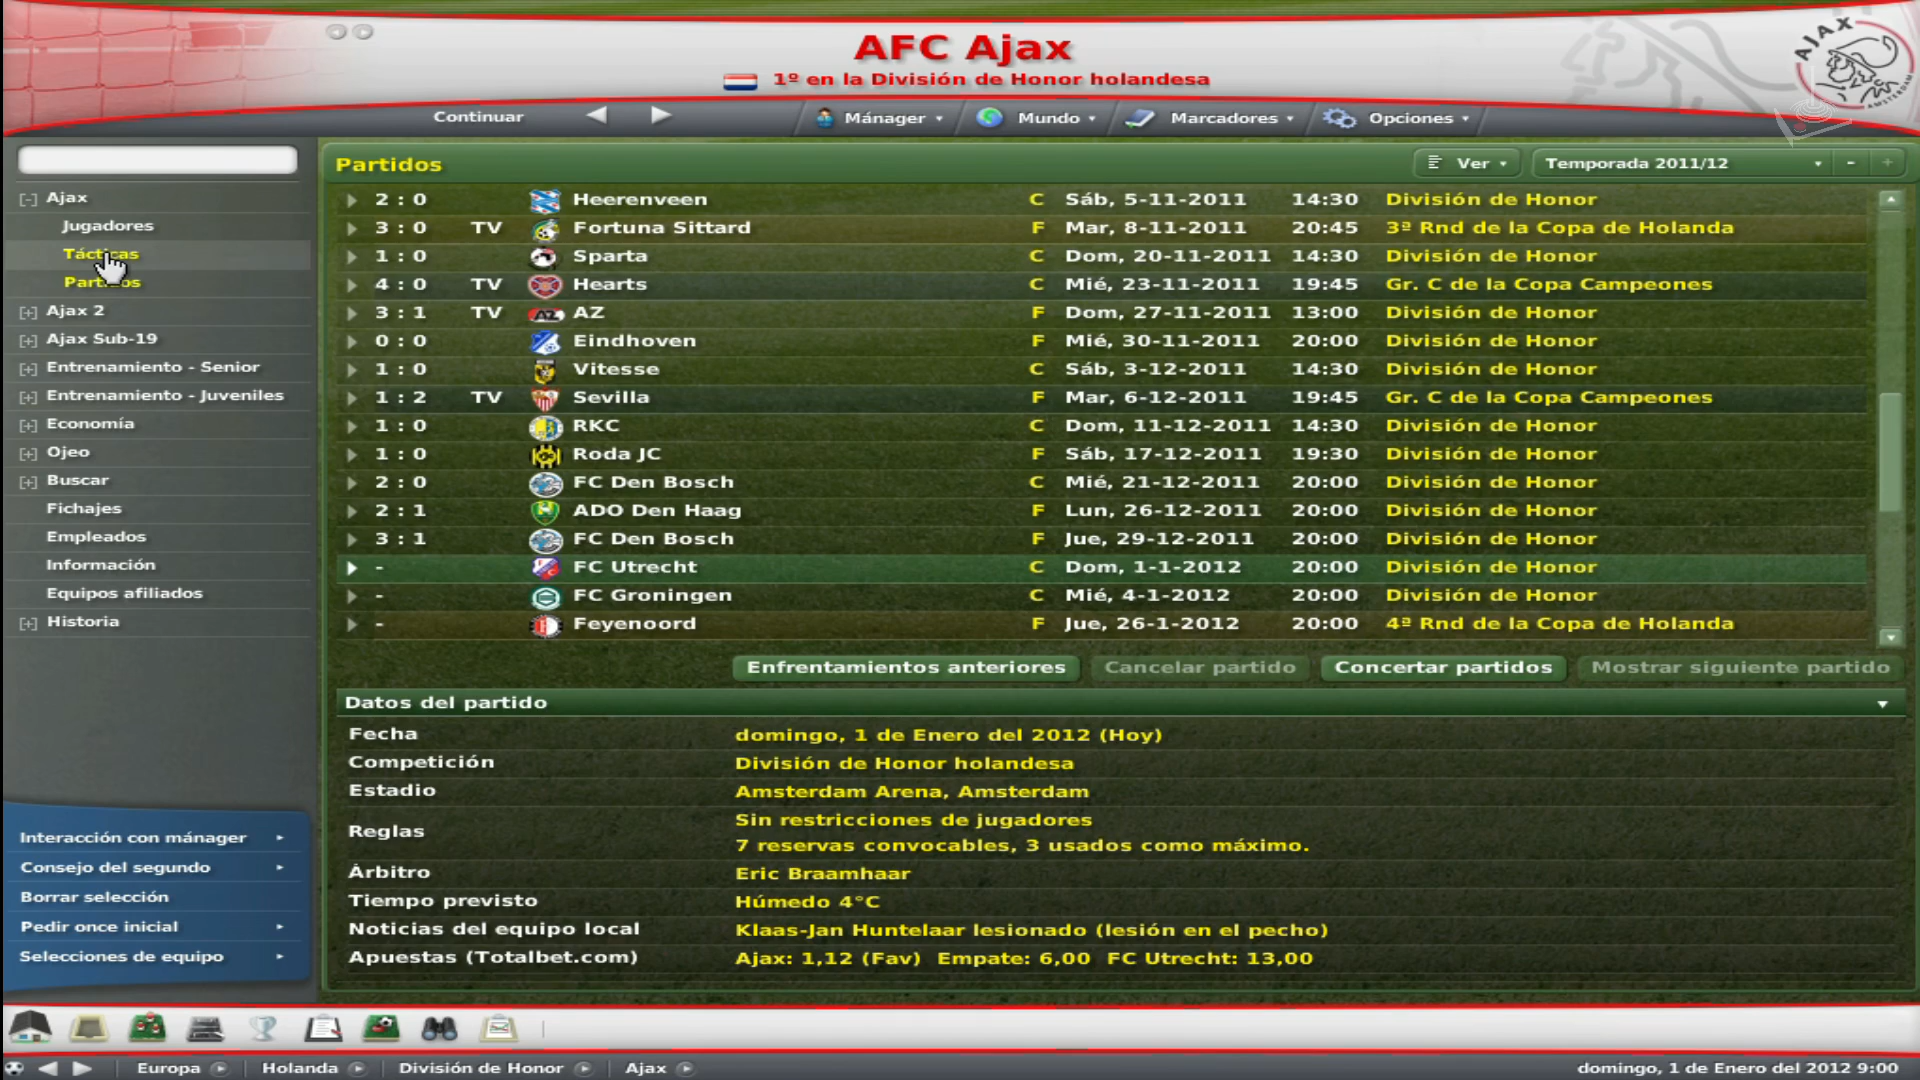 AFC Ajax
1º en la División de Honor holandesa
AJAX
AMSTERDAM
Continuar
Mánager
Mundo
Marcadores
Opciones
Partidos
Ver
Temporada 2011/12
[-] Ajax
Jugadores
Tácticas
Partidos
[+] Ajax 2
[+] Ajax Sub-19
[+] Entrenamiento - Senior
[+] Entrenamiento - Juveniles
[+] Economía
[+] Ojeo
[+] Buscar
Fichajes
Empleados
Información
Equipos afiliados
[+] Historia
2 : 0 Heerenveen C Sáb, 5-11-2011 14:30 División de Honor
3 : 0 TV Fortuna Sittard F Mar, 8-11-2011 20:45 3ª Rnd de la Copa de Holanda
1 : 0 Sparta C Dom, 20-11-2011 14:30 División de Honor
4 : 0 TV Hearts C Mié, 23-11-2011 19:45 Gr. C de la Copa Campeones
3 : 1 TV AZ F Dom, 27-11-2011 13:00 División de Honor
0 : 0 Eindhoven F Mié, 30-11-2011 20:00 División de Honor
1 : 0 Vitesse C Sáb, 3-12-2011 14:30 División de Honor
1 : 2 TV Sevilla F Mar, 6-12-2011 19:45 Gr. C de la Copa Campeones
1 : 0 RKC C Dom, 11-12-2011 14:30 División de Honor
1 : 0 Roda JC F Sáb, 17-12-2011 19:30 División de Honor
2 : 0 FC Den Bosch C Mié, 21-12-2011 20:00 División de Honor
2 : 1 ADO Den Haag F Lun, 26-12-2011 20:00 División de Honor
3 : 1 FC Den Bosch F Jue, 29-12-2011 20:00 División de Honor
- FC Utrecht C Dom, 1-1-2012 20:00 División de Honor
- FC Groningen C Mié, 4-1-2012 20:00 División de Honor
- Feyenoord F Jue, 26-1-2012 20:00 4ª Rnd de la Copa de Holanda
Enfrentamientos anteriores
Cancelar partido
Concertar partidos
Mostrar siguiente partido
Datos del partido
Fecha domingo, 1 de Enero del 2012 (Hoy)
Competición División de Honor holandesa
Estadio Amsterdam Arena, Amsterdam
Reglas Sin restricciones de jugadores
7 reservas convocables, 3 usados como máximo.
Árbitro Eric Braamhaar
Tiempo previsto Húmedo 4°C
Noticias del equipo local Klaas-Jan Huntelaar lesionado (lesión en el pecho)
Apuestas (Totalbet.com) Ajax: 1,12 (Fav) Empate: 6,00 FC Utrecht: 13,00
Interacción con mánager
Consejo del segundo
Borrar selección
Pedir once inicial
Selecciones de equipo
Europa
Holanda
División de Honor
Ajax
domingo, 1 de Enero del 2012 9:00